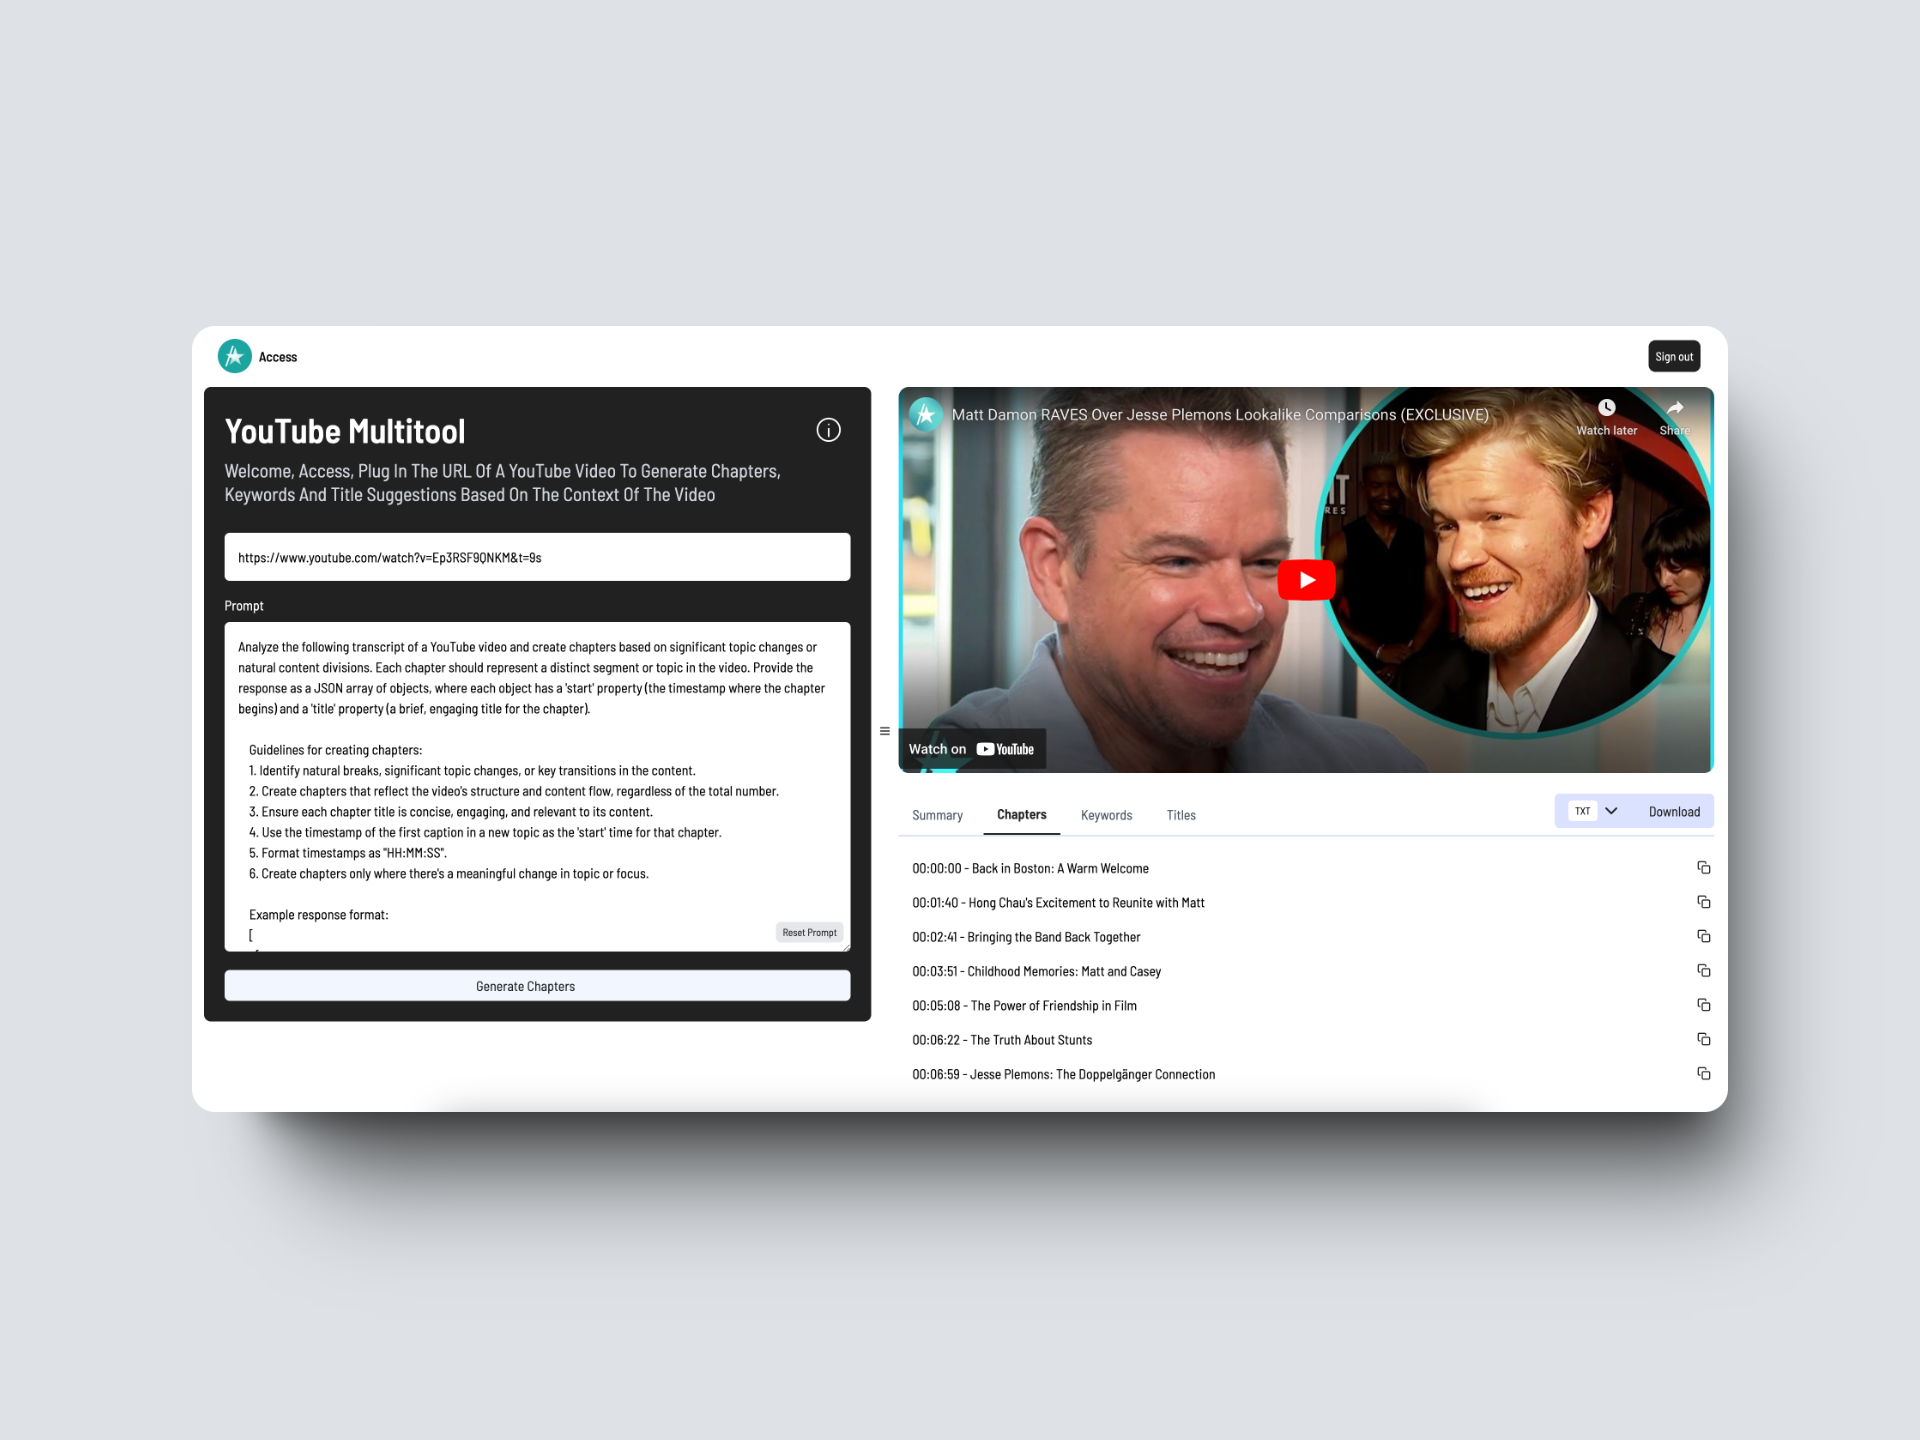 Access
Sign out
YouTube Multitool
Welcome, Access, Plug In The URL Of A YouTube Video To Generate Chapters,
Keywords And Title Suggestions Based On The Context Of The Video
https://www.youtube.com/watch?v=Ep3RSF9QNKM&t=9s
Prompt
Analyze the following transcript of a YouTube video and create chapters based on significant topic changes or
natural content divisions. Each chapter should represent a distinct segment or topic in the video. Provide the
response as a JSON array of objects, where each object has a 'start' property (the timestamp where the chapter
begins) and a 'title' property (a brief, engaging title for the chapter).
Guidelines for creating chapters:
1. Identify natural breaks, significant topic changes, or key transitions in the content.
2. Create chapters that reflect the video's structure and content flow, regardless of the total number.
3. Ensure each chapter title is concise, engaging, and relevant to its content.
4. Use the timestamp of the first caption in a new topic as the 'start' time for that chapter.
5. Format timestamps as "HH:MM:SS".
6. Create chapters only where there's a meaningful change in topic or focus.
Example response format:
[
Reset Prompt
Generate Chapters
Matt Damon RAVES Over Jesse Plemons Lookalike Comparisons (EXCLUSIVE)
Watch later
Share
Watch on YouTube
Summary
Chapters
Keywords
Titles
TXT
Download
00:00:00 - Back in Boston: A Warm Welcome
00:01:40 - Hong Chau's Excitement to Reunite with Matt
00:02:41 - Bringing the Band Back Together
00:03:51 - Childhood Memories: Matt and Casey
00:05:08 - The Power of Friendship in Film
00:06:22 - The Truth About Stunts
00:06:59 - Jesse Plemons: The Doppelgänger Connection